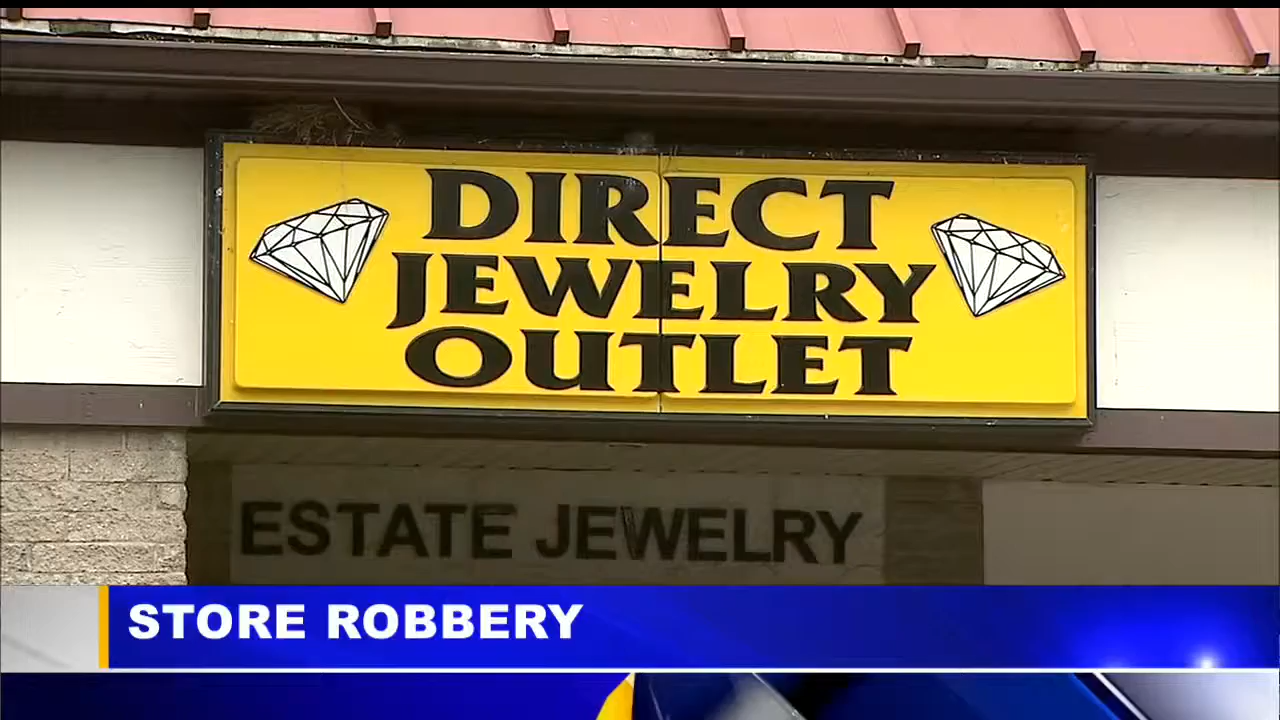 DIRECT
JEWELRY
OUTLET
ESTATE JEWELRY
STORE ROBBERY